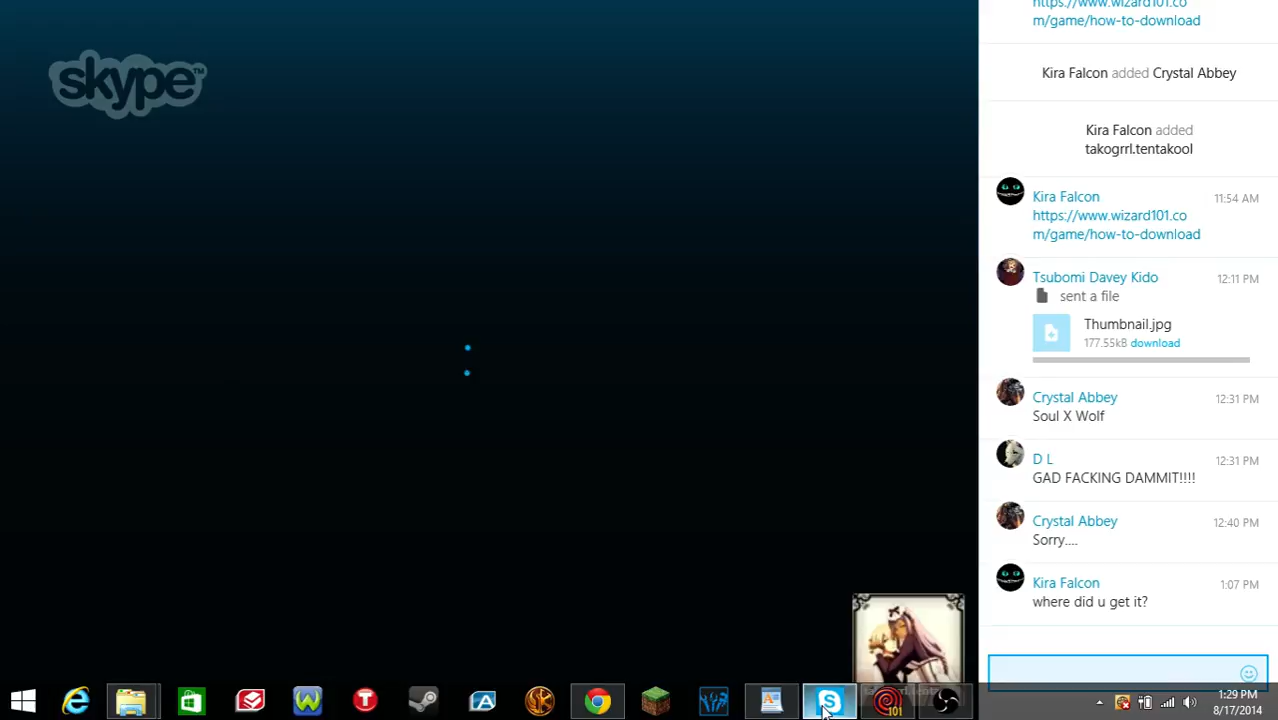 skype™
https://www.wizard101.co
m/game/how-to-download
Kira Falcon added Crystal Abbey
Kira Falcon added
takogrrl.tentakool
Kira Falcon
11:54 AM
https://www.wizard101.co
m/game/how-to-download
Tsubomi Davey Kido
12:11 PM
sent a file
Thumbnail.jpg
177.55kB download
Crystal Abbey
12:31 PM
Soul X Wolf
D L
12:31 PM
GAD FACKING DAMMIT!!!!
Crystal Abbey
12:40 PM
Sorry....
Kira Falcon
1:07 PM
where did u get it?
101
1:29 PM
8/17/2014